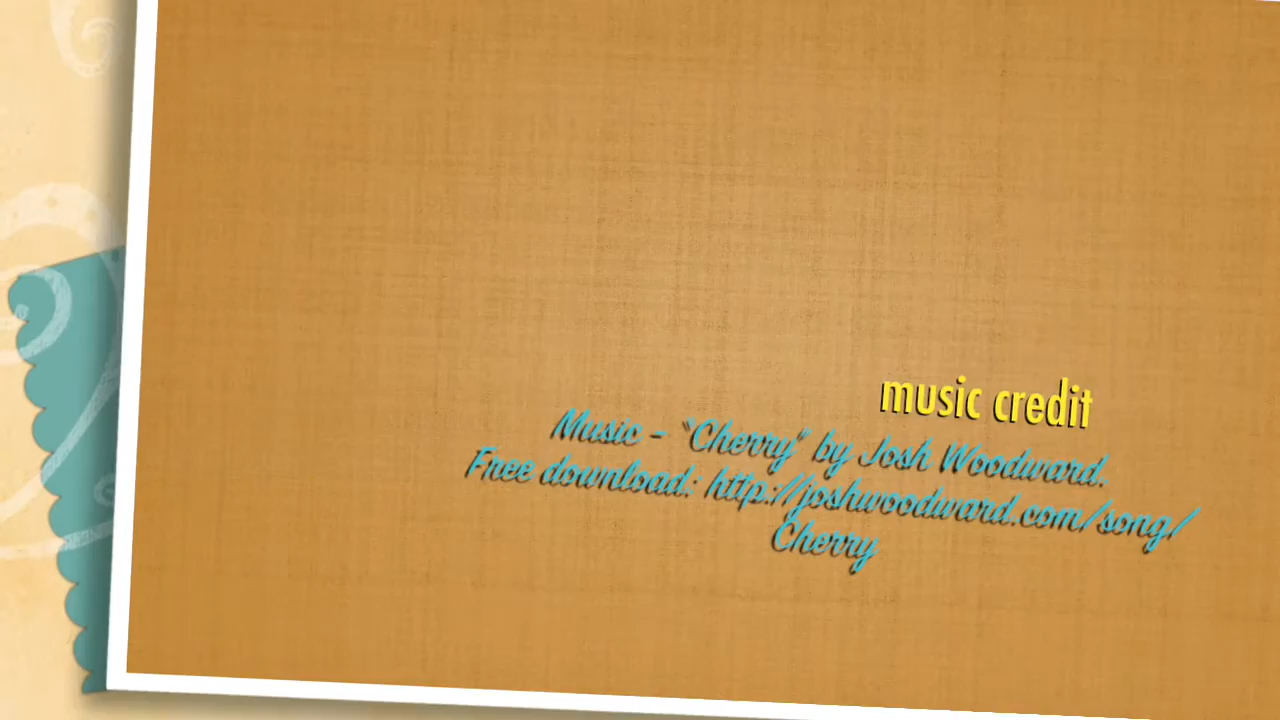 music credit
Music - "Cherry" by Josh Woodward.
Free download: http://joshwoodward.com/song/
Cherry